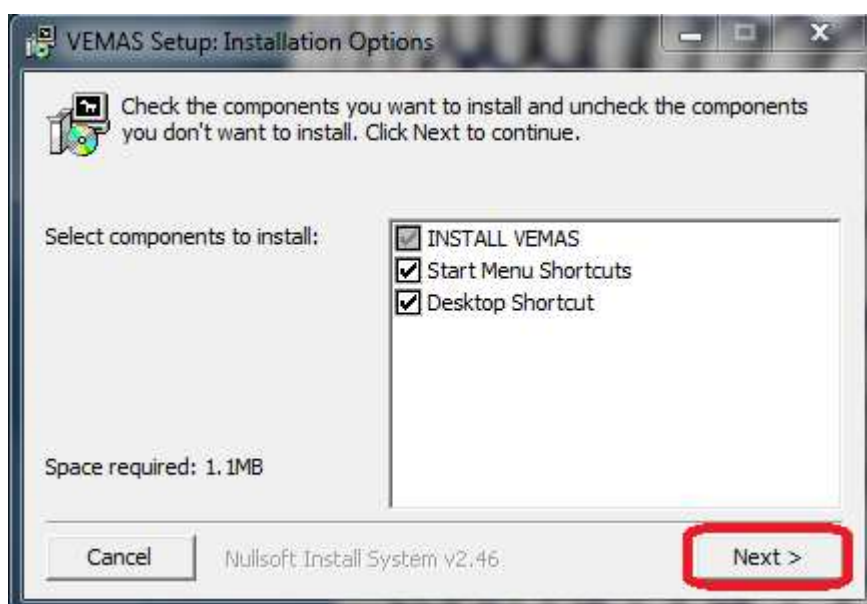 VEMAS Setup: Installation Options
Check the components you want to install and uncheck the components
you don't want to install. Click Next to continue.
Select components to install:
INSTALL VEMAS
Start Menu Shortcuts
Desktop Shortcut
Space required: 1.1MB
Cancel
Nullsoft Install System v2.46
Next >